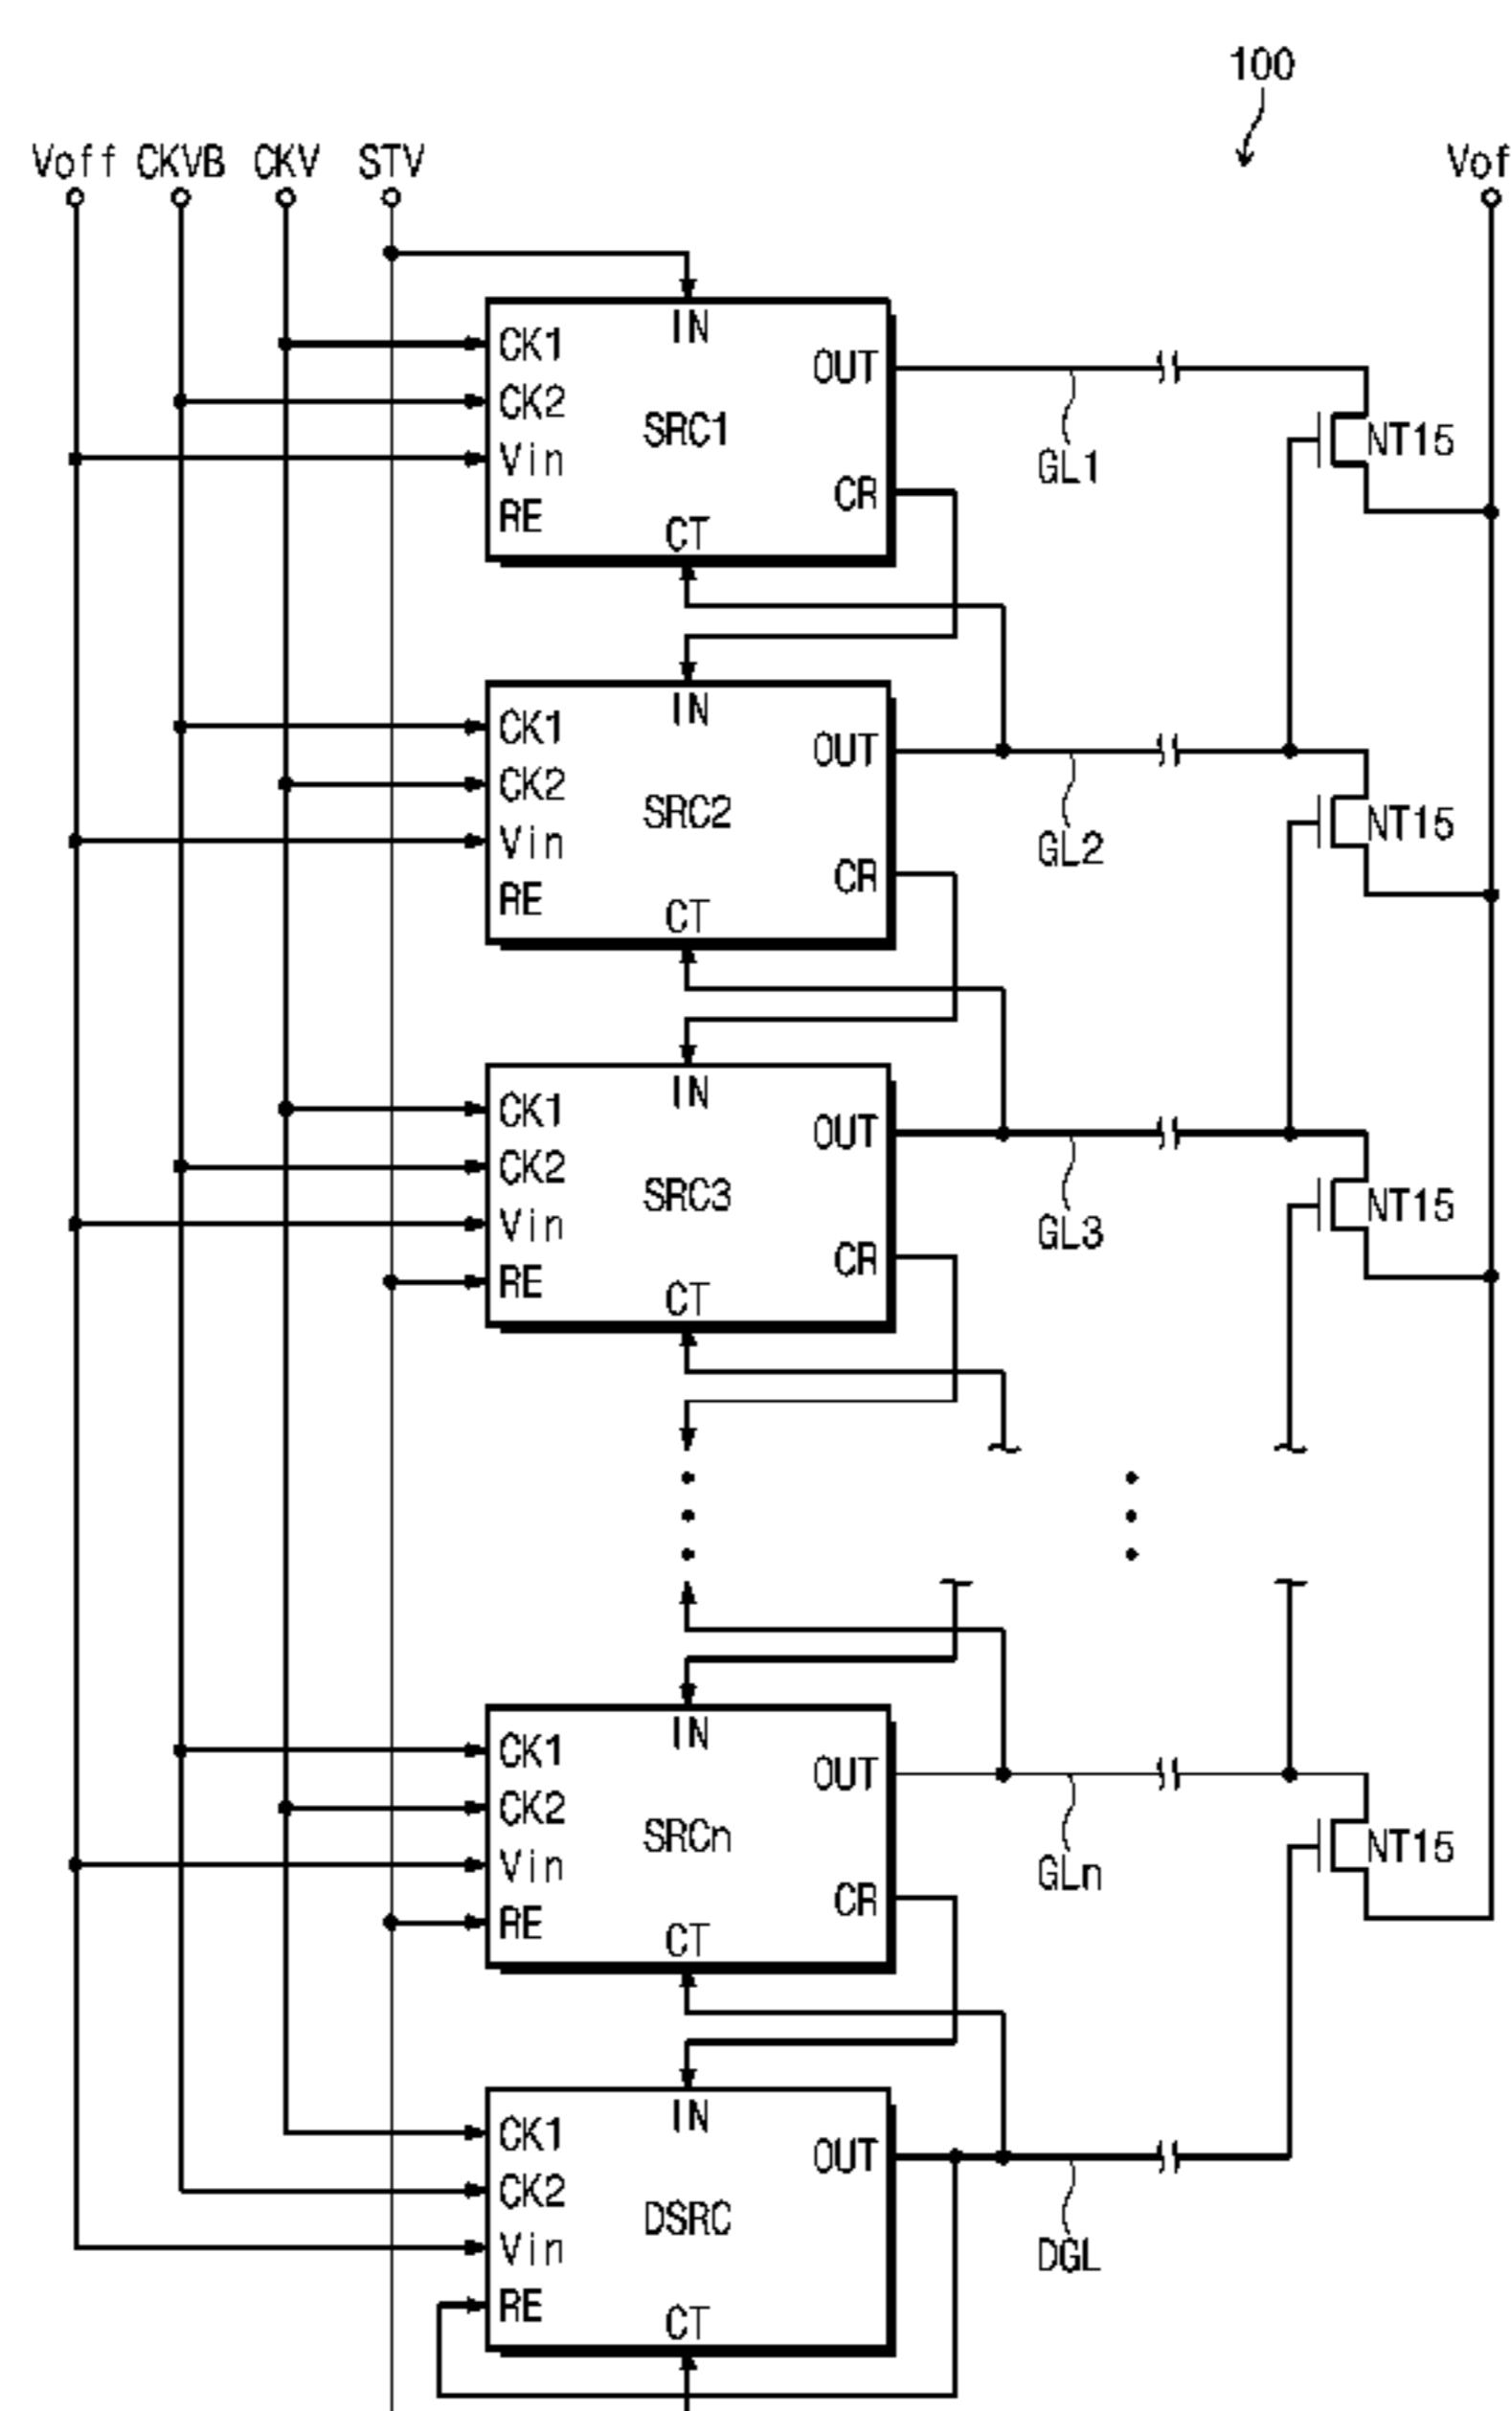 100
Voff CKVB CKV STV Vof
IN
CK1
OUT
CK2
SRC1
NT15
Vin
GL1
CR
RE
CT
IN
CK1
OUT
CK2
SRC2
NT15
Vin
GL2
CR
RE
CT
IN
CK1
OUT
CK2
SRC3
NT15
Vin
GL3
CR
RE
CT
IN
CK1
OUT
CK2
SRCn
NT15
Vin
GLn
CR
RE
CT
IN
CK1
OUT
CK2
DSRC
Vin
DGL
RE
CT